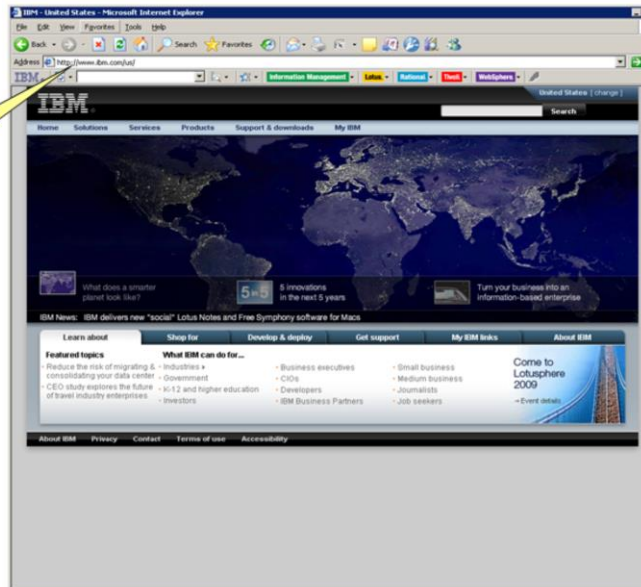 IBM - United States - Microsoft Internet Explorer
File Edit View Favorites Tools Help
Back Search Favorites
Address http://www.ibm.com/us/
IBM Information Management Lotus Rational Tivoli WebSphere
United States [ change ]
IBM
Search
Home Solutions Services Products Support & downloads My IBM
What does a smarter planet look like?
5 in 5
5 innovations in the next 5 years
Turn your business into an information-based enterprise
IBM News: IBM delivers new "social" Lotus Notes and Free Symphony software for Macs
Learn about Shop for Develop & deploy Get support My IBM links About IBM
Featured topics
Reduce the risk of migrating & consolidating your data center
CEO study explores the future of travel industry enterprises
What IBM can do for...
Industries
Government
K-12 and higher education
Investors
Business executives
CIOs
Developers
IBM Business Partners
Small business
Medium business
Journalists
Job seekers
Come to
Lotusphere
2009
Event details
About IBM Privacy Contact Terms of use Accessibility